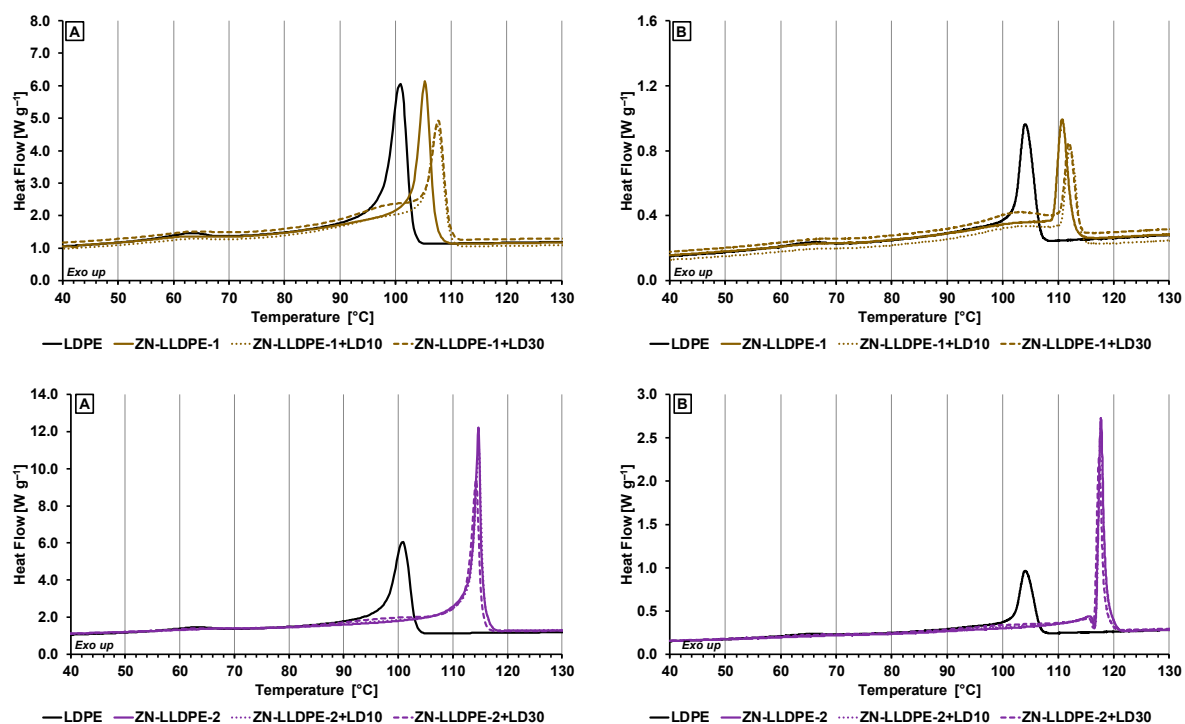 A
Heat Flow [W g⁻¹]
8.0
7.0
6.0
5.0
4.0
3.0
2.0
1.0
0.0
Exo up
40 50 60 70 80 90 100 110 120 130
Temperature [°C]
LDPE ZN-LLDPE-1 ZN-LLDPE-1+LD10 ZN-LLDPE-1+LD30
B
Heat Flow [W g⁻¹]
1.6
1.2
0.8
0.4
0.0
Exo up
40 50 60 70 80 90 100 110 120 130
Temperature [°C]
LDPE ZN-LLDPE-1 ZN-LLDPE-1+LD10 ZN-LLDPE-1+LD30
A
Heat Flow [W g⁻¹]
14.0
12.0
10.0
8.0
6.0
4.0
2.0
0.0
Exo up
40 50 60 70 80 90 100 110 120 130
Temperature [°C]
LDPE ZN-LLDPE-2 ZN-LLDPE-2+LD10 ZN-LLDPE-2+LD30
B
Heat Flow [W g⁻¹]
3.0
2.5
2.0
1.5
1.0
0.5
0.0
Exo up
40 50 60 70 80 90 100 110 120 130
Temperature [°C]
LDPE ZN-LLDPE-2 ZN-LLDPE-2+LD10 ZN-LLDPE-2+LD30